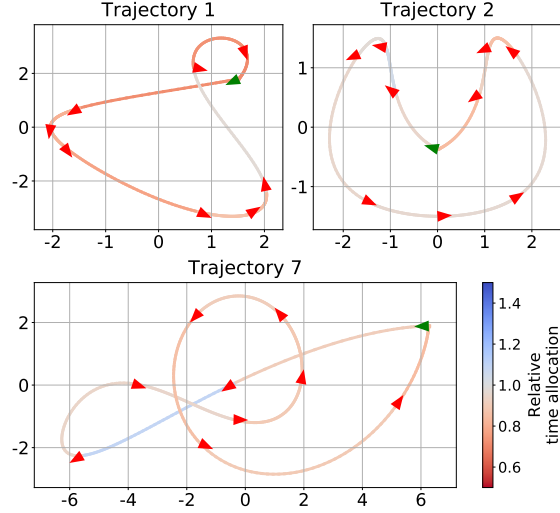 Trajectory 1
Trajectory 2
2
0
-2
-2 -1 0 1 2
1
0
-1
-2 -1 0 1 2
Trajectory 7
2
0
-2
-6 -4 -2 0 2 4 6
1.4
1.2
1.0
0.8
0.6
Relative
time allocation